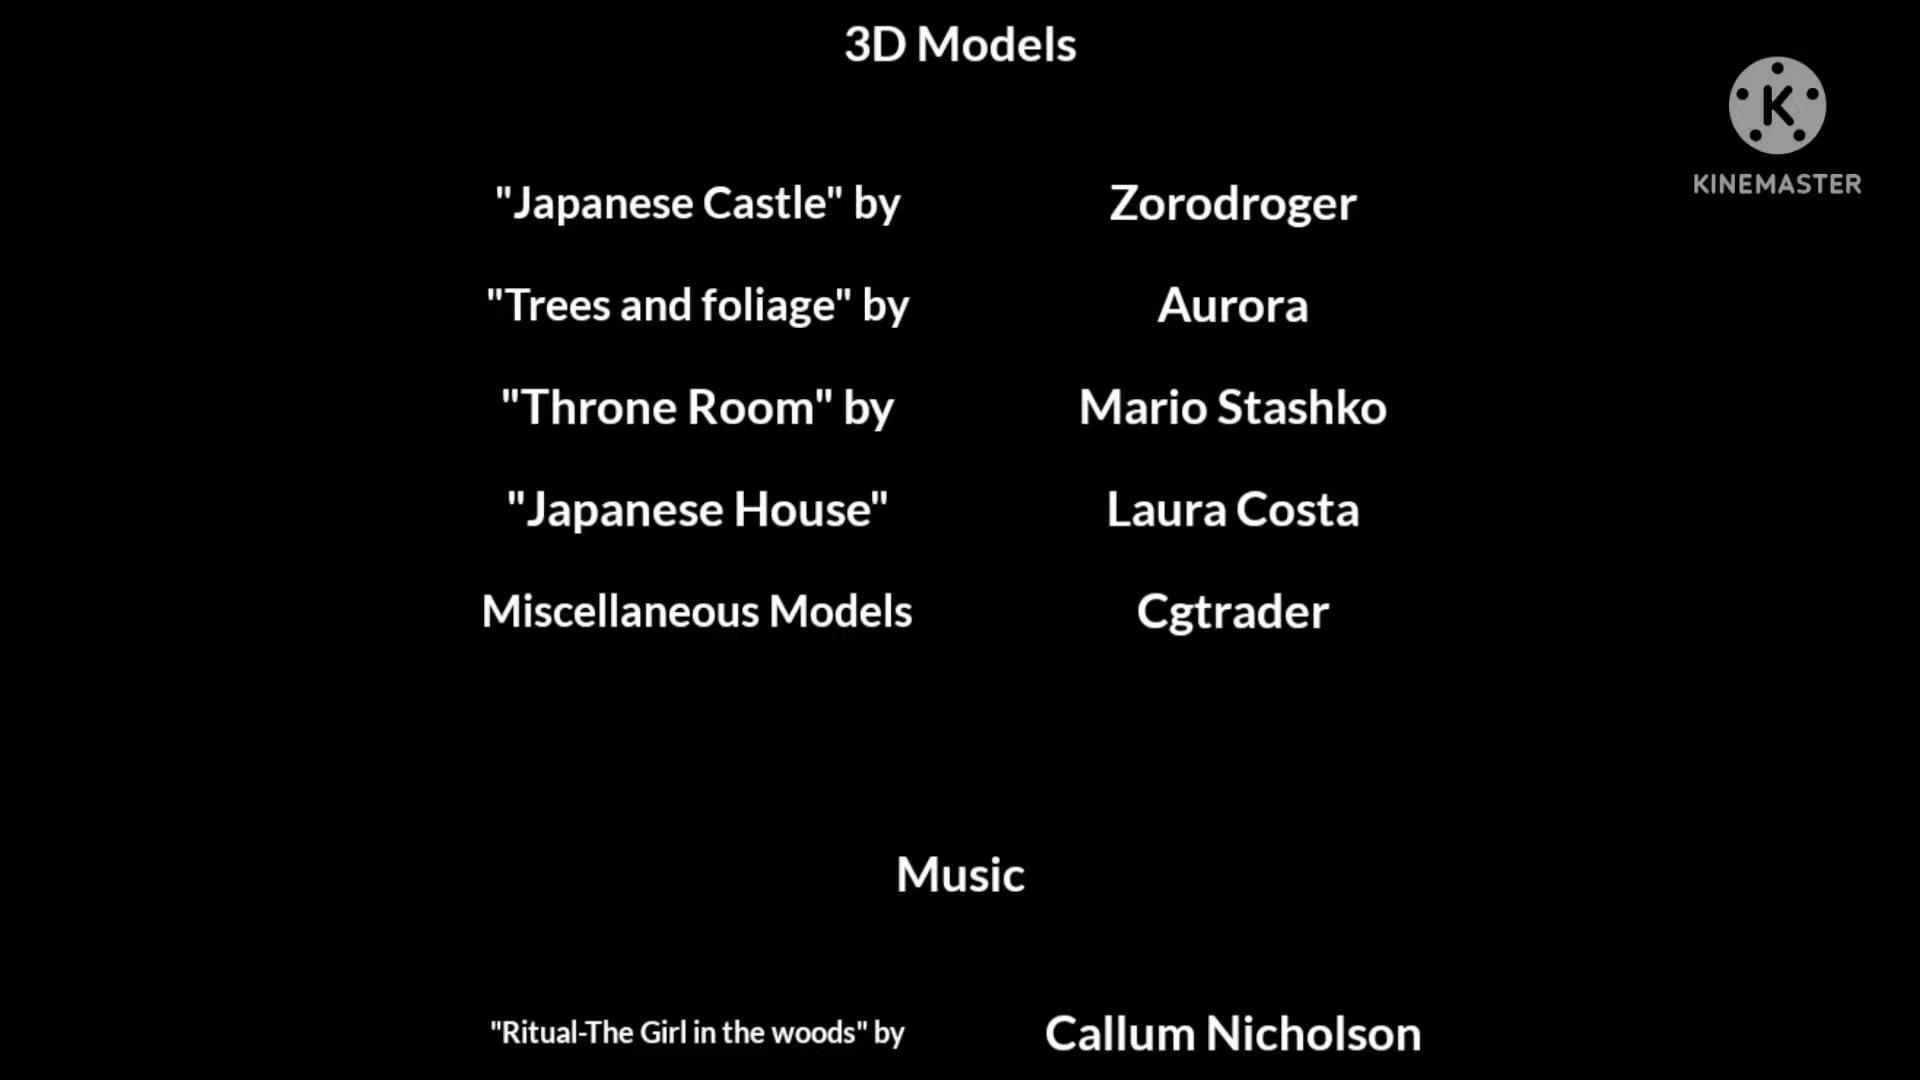 3D Models
K
KINEMASTER
"Japanese Castle" by Zorodroger
"Trees and foliage" by Aurora
"Throne Room" by Mario Stashko
"Japanese House" Laura Costa
Miscellaneous Models Cgtrader
Music
"Ritual-The Girl in the woods" by Callum Nicholson